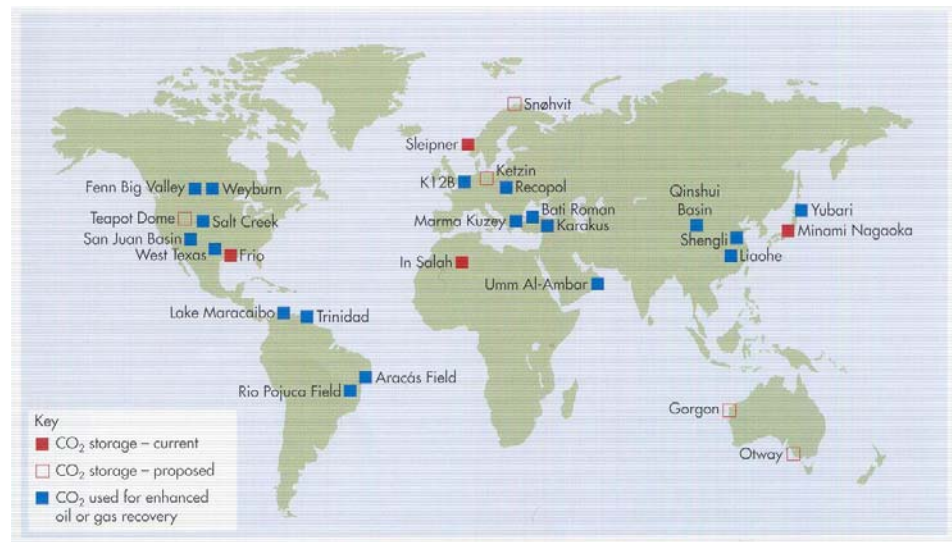 Snøhvit
Sleipner
Ketzin
K12B
Recopol
Fenn Big Valley
Weyburn
Qinshui
Basin
Teapot Dome
Salt Creek
Marma Kuzey
Bati Roman
Karakus
Yubari
San Juan Basin
Shengli
Minami Nagaoka
West Texas
Frio
Liaohe
In Salah
Umm Al-Ambar
Lake Maracaibo
Trinidad
Aracás Field
Rio Pojuca Field
Gorgon
Otway
Key
CO₂ storage – current
CO₂ storage – proposed
CO₂ used for enhanced
oil or gas recovery